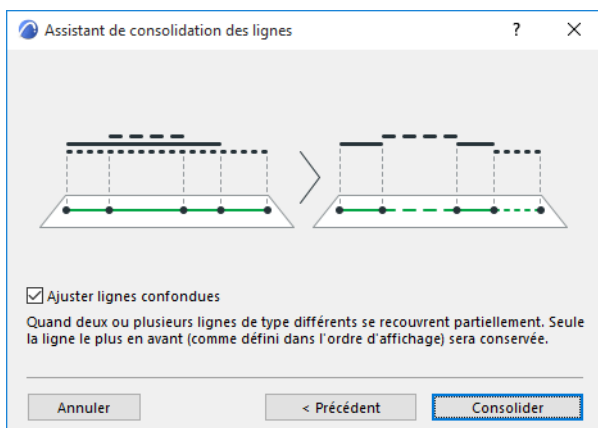 Assistant de consolidation des lignes
?
Ajuster lignes confondues
Quand deux ou plusieurs lignes de type différents se recouvrent partiellement. Seule
la ligne le plus en avant (comme défini dans l'ordre d'affichage) sera conservée.
Annuler
< Précédent
Consolider